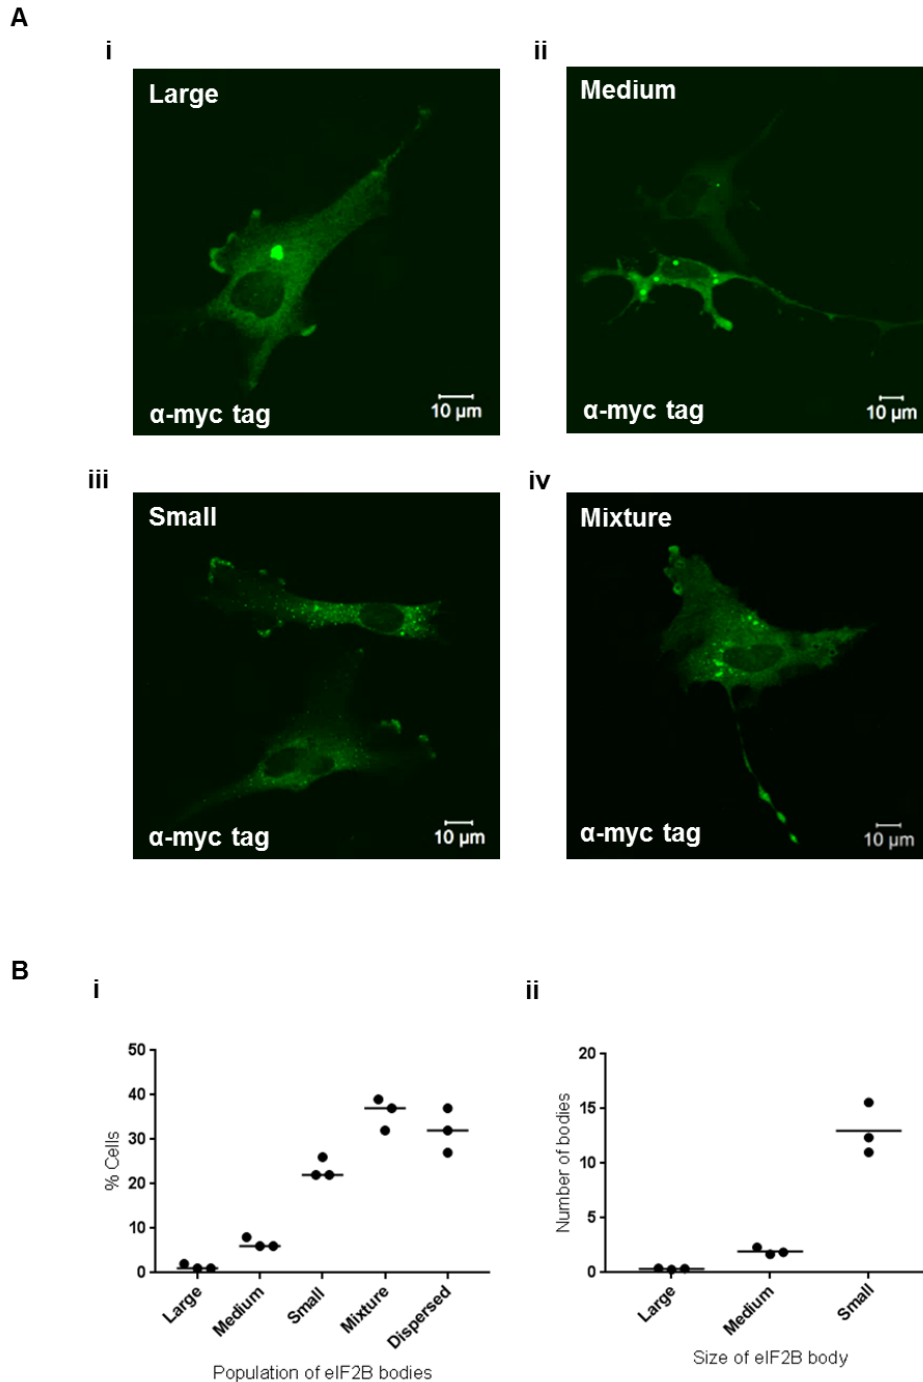 A
i
ii
Large
Medium
α-myc tag
10 µm
α-myc tag
10 µm
iii
iv
Small
Mixture
α-myc tag
10 µm
α-myc tag
10 µm
B
i
ii
50
40
30
20
10
0
% Cells
Large
Medium
Small
Mixture
Dispersed
Population of eIF2B bodies
20
15
10
5
0
Number of bodies
Large
Medium
Small
Size of eIF2B body